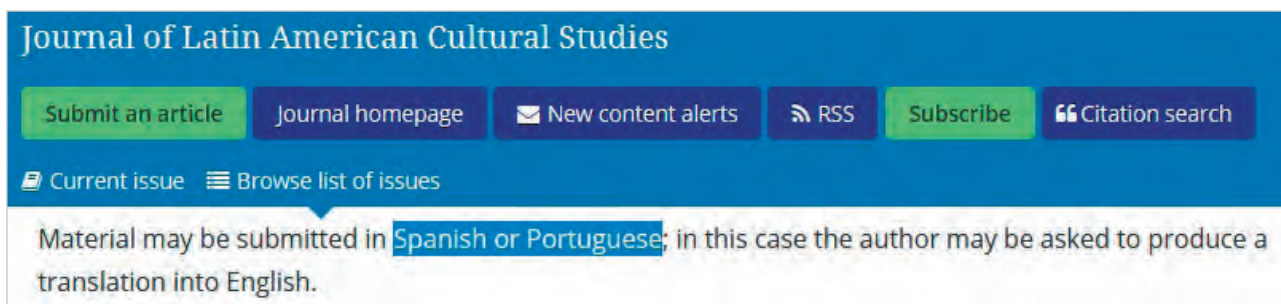 Journal of Latin American Cultural Studies
Submit an article Journal homepage New content alerts RSS Subscribe Citation search
Current issue Browse list of issues
Material may be submitted in Spanish or Portuguese; in this case the author may be asked to produce a
translation into English.